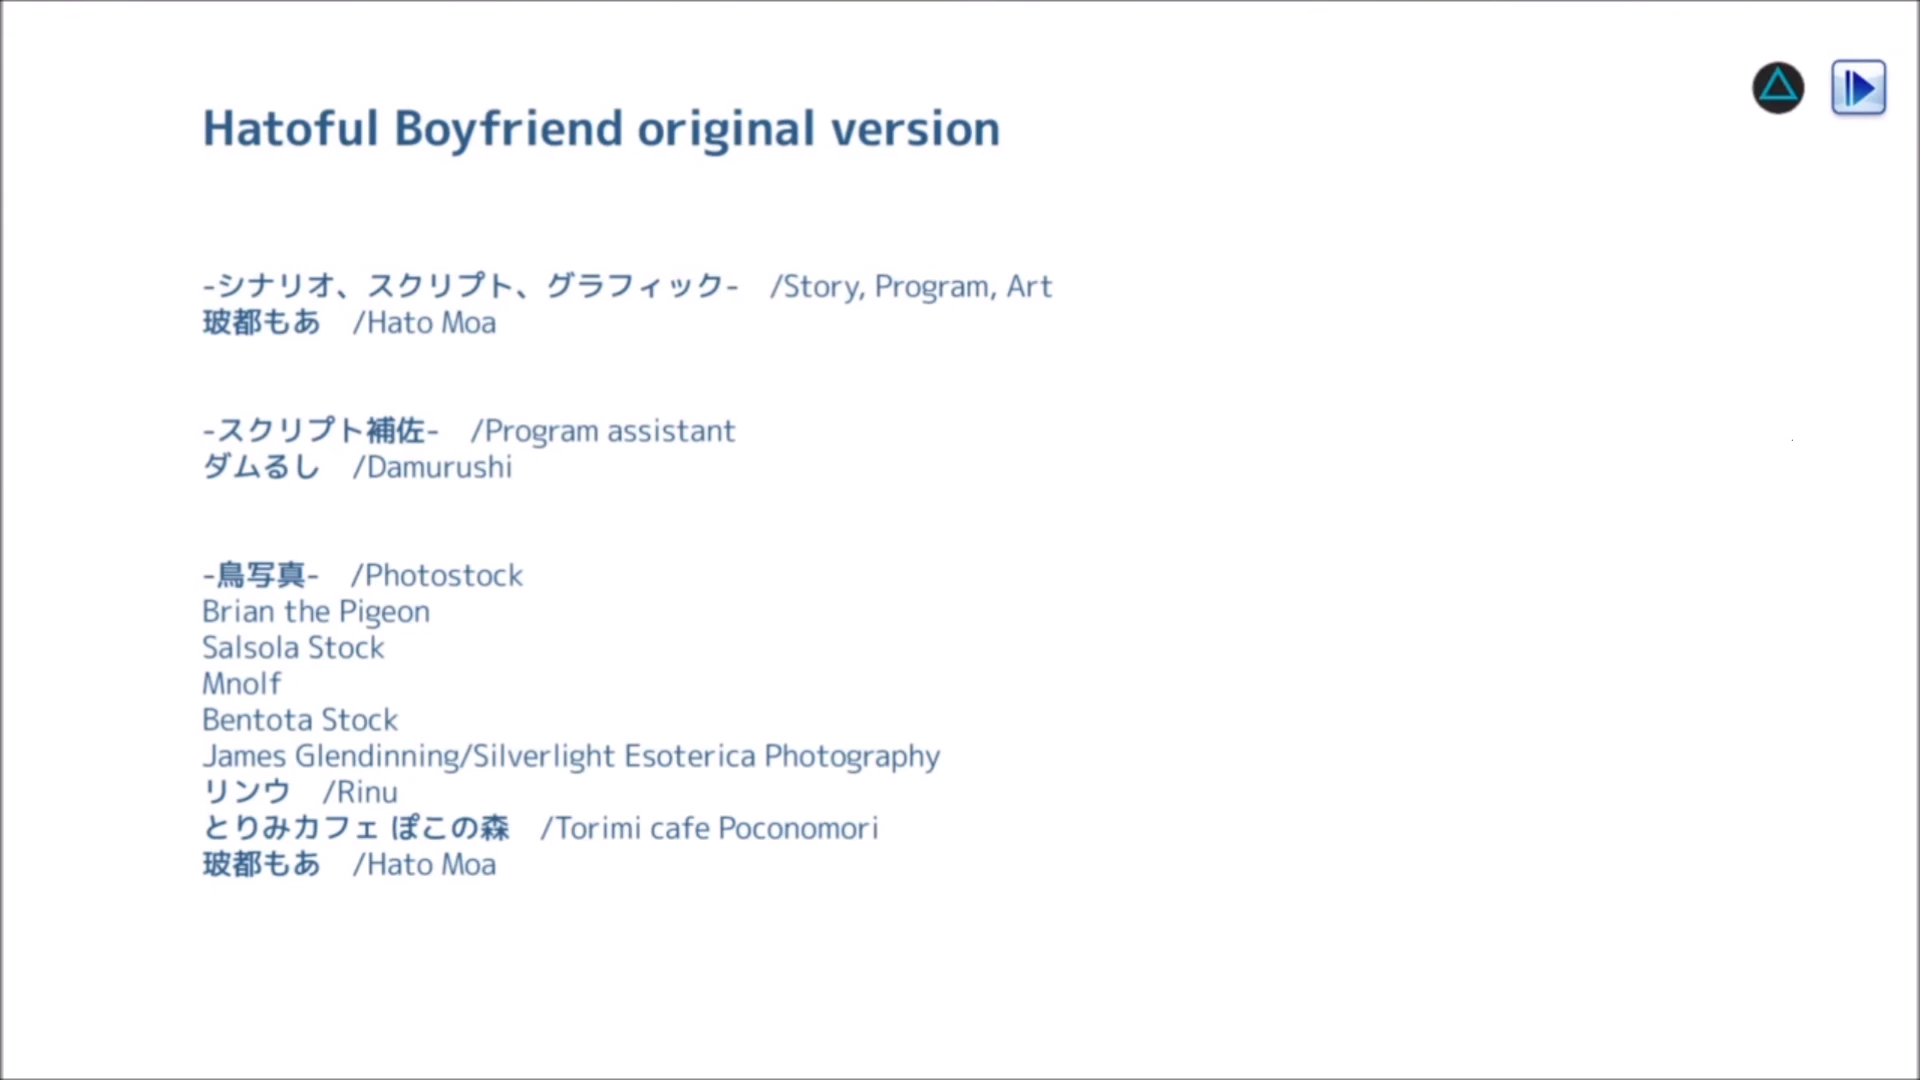 Hatoful Boyfriend original version
-シナリオ、スクリプト、グラフィック-　/Story, Program, Art
玻都もあ　/Hato Moa
-スクリプト補佐-　/Program assistant
ダムるし　/Damurushi
-鳥写真-　/Photostock
Brian the Pigeon
Salsola Stock
Mnolf
Bentota Stock
James Glendinning/Silverlight Esoterica Photography
リンウ　/Rinu
とりみカフェ ぽこの森　/Torimi cafe Poconomori
玻都もあ　/Hato Moa